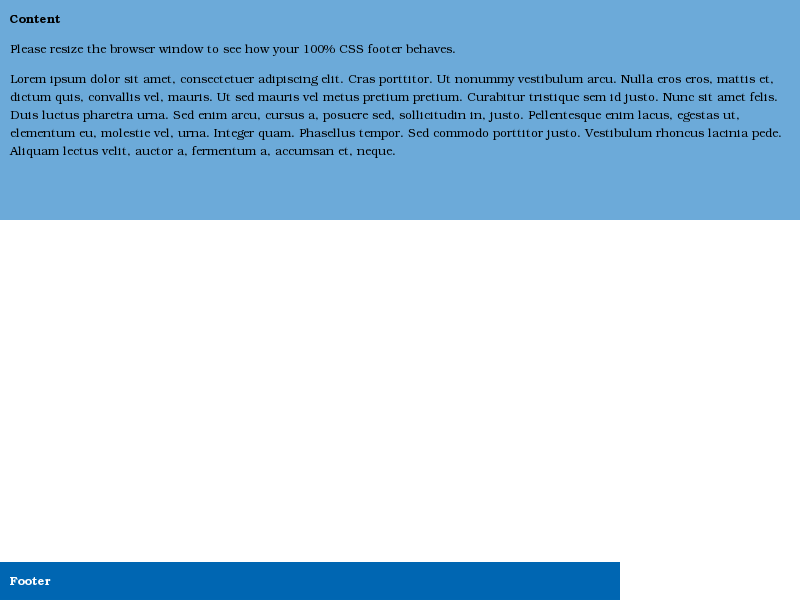 Content
Please resize the browser window to see how your 100% CSS footer behaves.
Lorem ipsum dolor sit amet, consectetuer adipiscing elit. Cras porttitor. Ut nonummy vestibulum arcu. Nulla eros eros, mattis et,
dictum quis, convallis vel, mauris. Ut sed mauris vel metus pretium pretium. Curabitur tristique sem id justo. Nunc sit amet felis.
Duis luctus pharetra urna. Sed enim arcu, cursus a, posuere sed, sollicitudin in, justo. Pellentesque enim lacus, egestas ut,
elementum eu, molestie vel, urna. Integer quam. Phasellus tempor. Sed commodo porttitor justo. Vestibulum rhoncus lacinia pede.
Aliquam lectus velit, auctor a, fermentum a, accumsan et, neque.
Footer